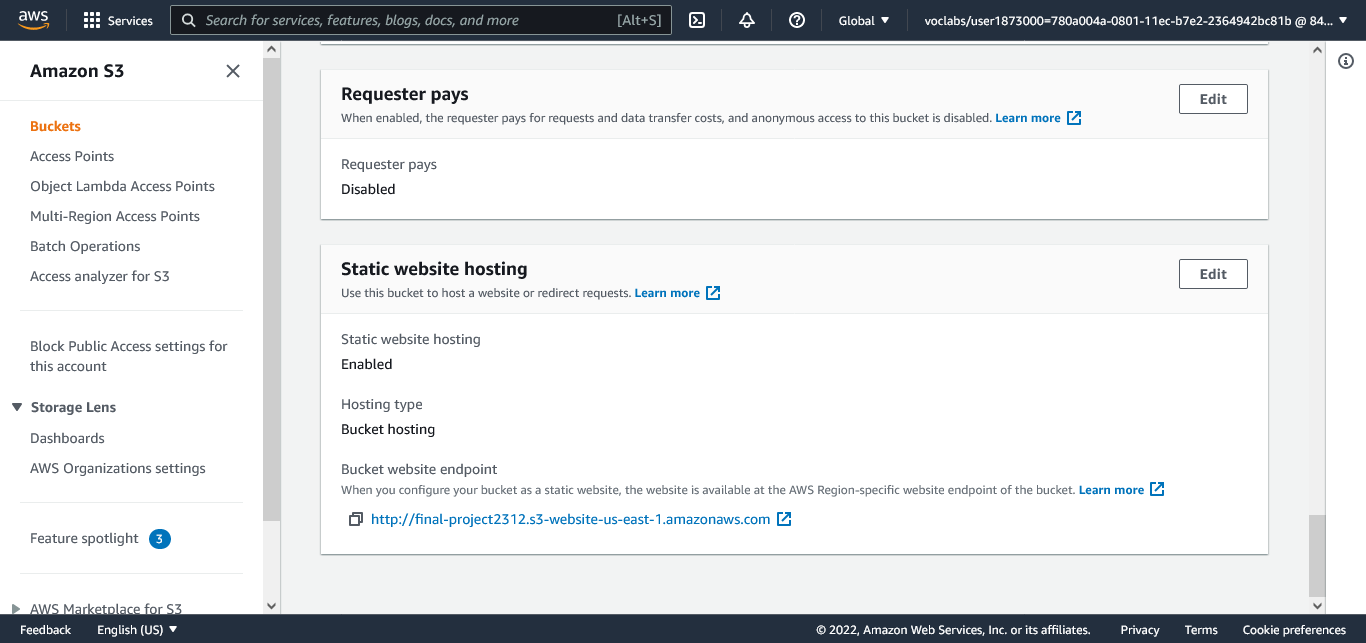 aws
Services
Search for services, features, blogs, docs, and more [Alt+S]
Global
voclabs/user1873000=780a004a-0801-11ec-b7e2-2364942bc81b @ 84...
Amazon S3
Buckets
Access Points
Object Lambda Access Points
Multi-Region Access Points
Batch Operations
Access analyzer for S3
Block Public Access settings for
this account
Storage Lens
Dashboards
AWS Organizations settings
Feature spotlight 3
AWS Marketplace for S3
Requester pays
Edit
When enabled, the requester pays for requests and data transfer costs, and anonymous access to this bucket is disabled. Learn more
Requester pays
Disabled
Static website hosting
Edit
Use this bucket to host a website or redirect requests. Learn more
Static website hosting
Enabled
Hosting type
Bucket hosting
Bucket website endpoint
When you configure your bucket as a static website, the website is available at the AWS Region-specific website endpoint of the bucket. Learn more
http://final-project2312.s3-website-us-east-1.amazonaws.com
Feedback
English (US)
© 2022, Amazon Web Services, Inc. or its affiliates.
Privacy
Terms
Cookie preferences